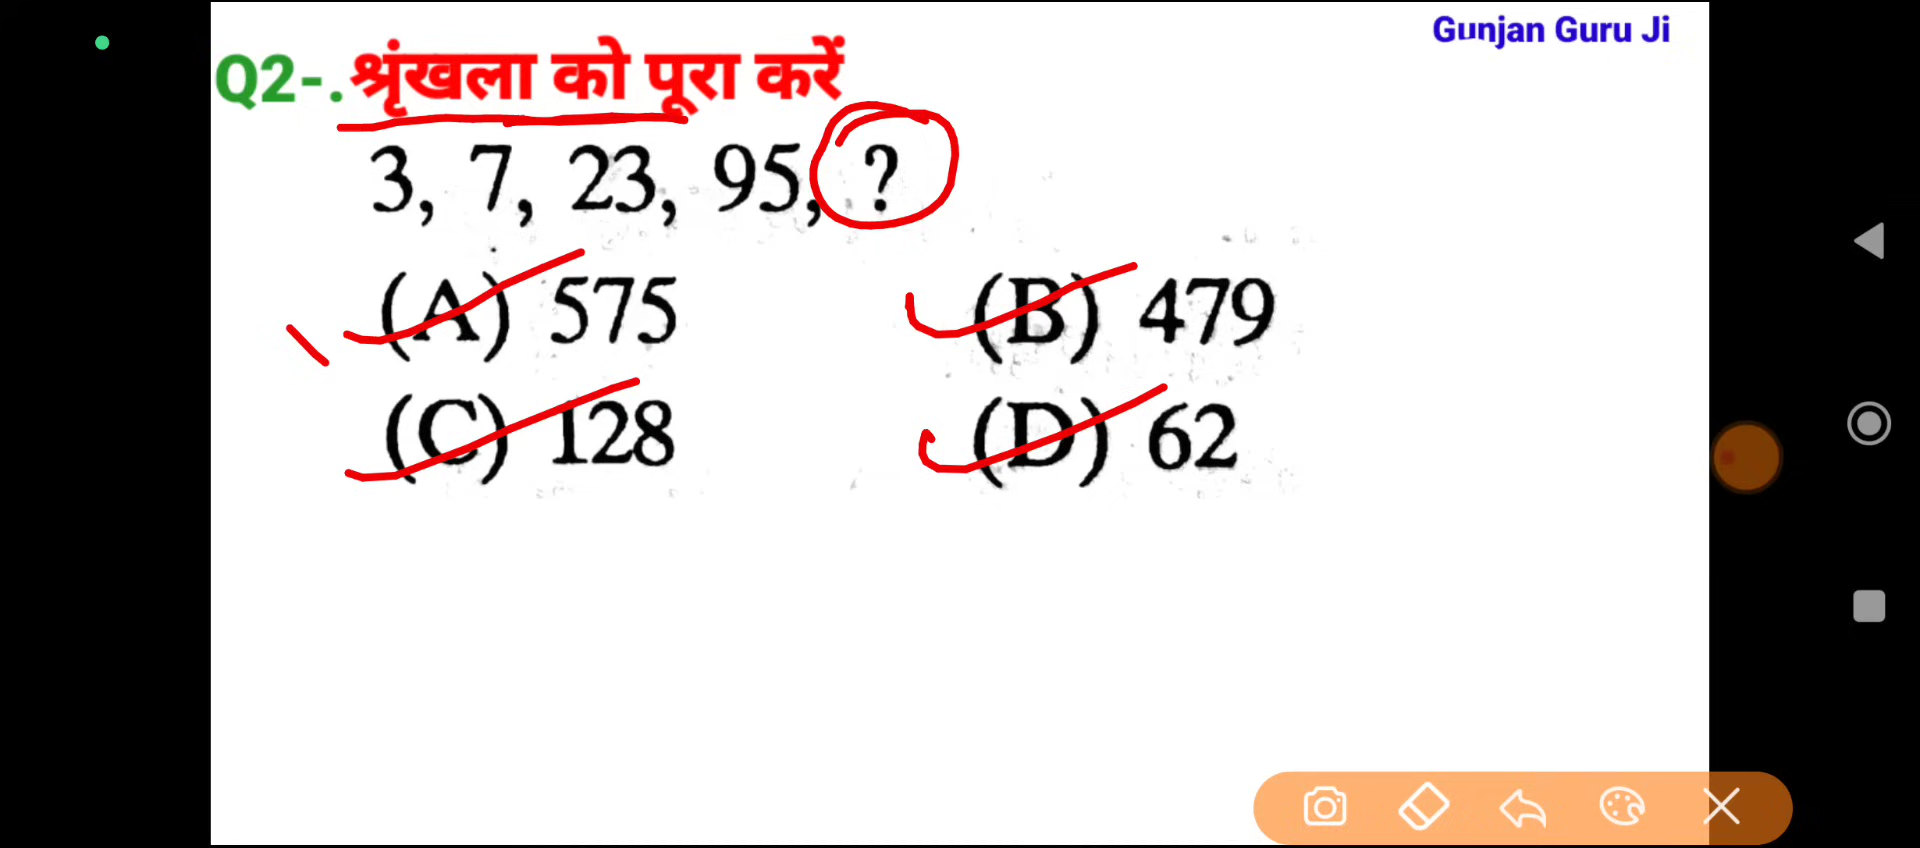 Gunjan Guru Ji
Q2-. श्रृंखला को पूरा करें
3, 7, 23, 95, ?
(A) 575 (B) 479
(C) 128 (D) 62